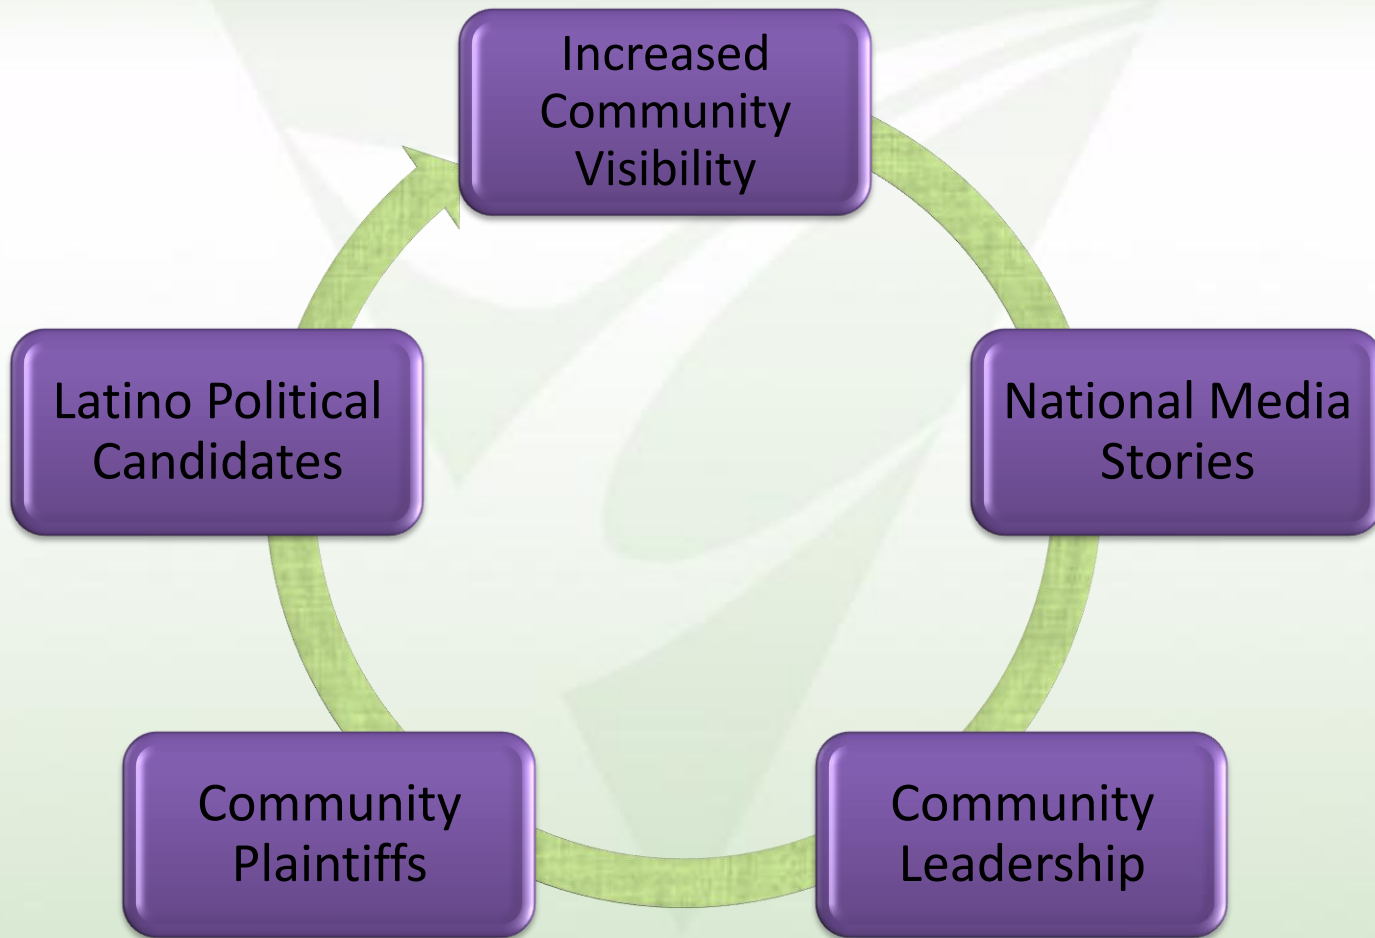 Increased
Community
Visibility
National Media
Stories
Community
Leadership
Community
Plaintiffs
Latino Political
Candidates